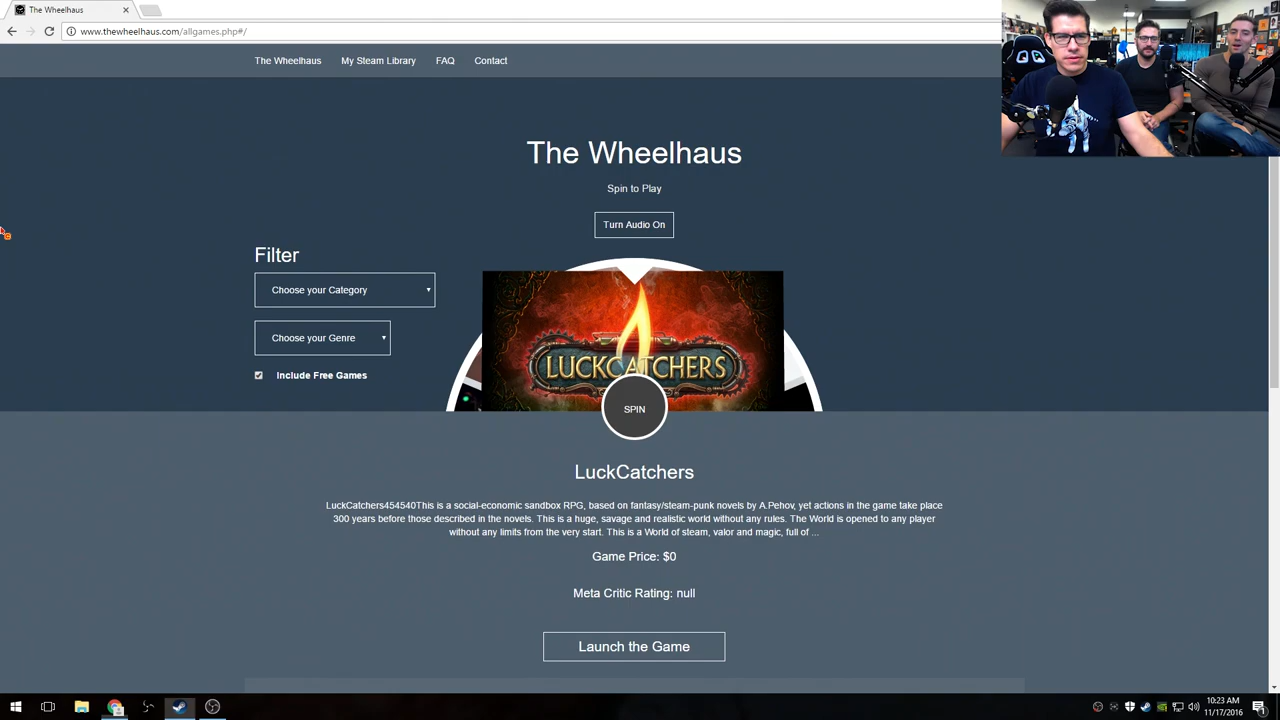 The Wheelhaus
www.thewheelhaus.com/allgames.php#/
The Wheelhaus My Steam Library FAQ Contact
The Wheelhaus
Spin to Play
Turn Audio On
Filter
Choose your Category
Choose your Genre
Include Free Games
LUCKCATCHERS
SPIN
LuckCatchers
LuckCatchers454540This is a social-economic sandbox RPG, based on fantasy/steam-punk novels by A.Pehov, yet actions in the game take place
300 years before those described in the novels. This is a huge, savage and realistic world without any rules. The World is opened to any player
without any limits from the very start. This is a World of steam, valor and magic, full of ...
Game Price: $0
Meta Critic Rating: null
Launch the Game
10:23 AM
11/17/2016